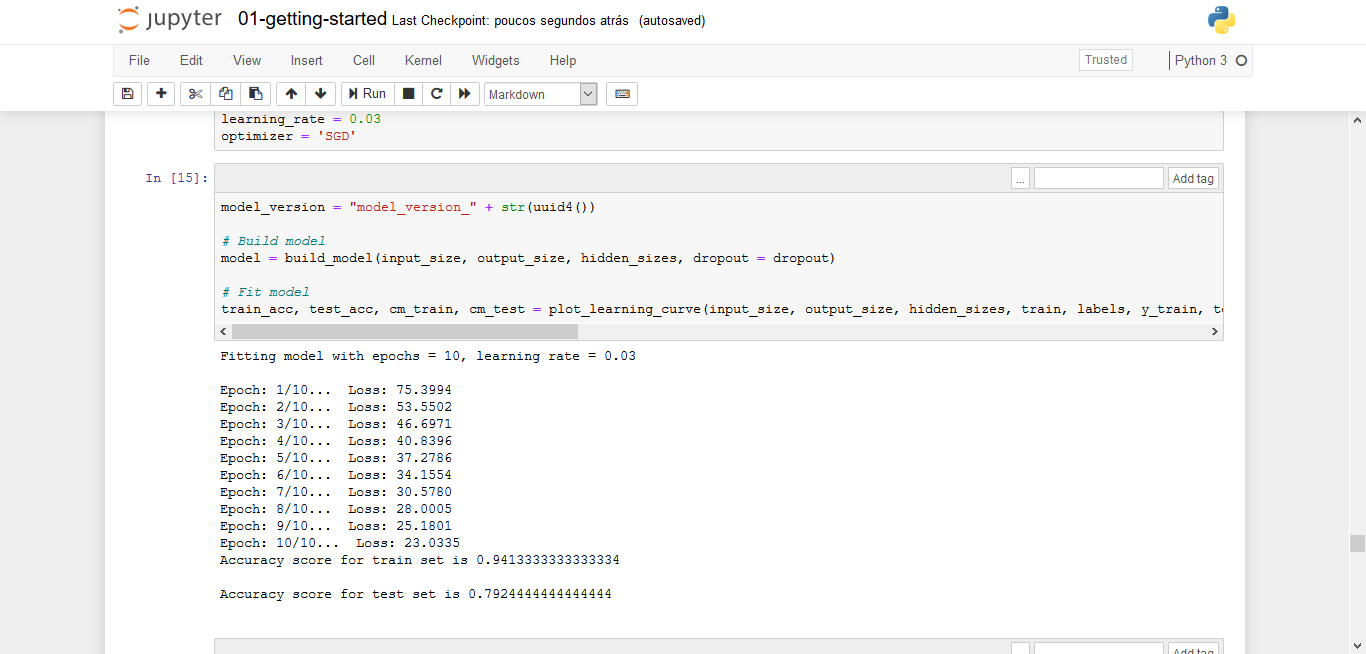 jupyter 01-getting-started Last Checkpoint: poucos segundos atrás (autosaved)
File Edit View Insert Cell Kernel Widgets Help Trusted Python 3
Run Markdown
learning_rate = 0.03
optimizer = 'SGD'
In [15]:
... Add tag
model_version = "model_version_" + str(uuid4())
# Build model
model = build_model(input_size, output_size, hidden_sizes, dropout = dropout)
# Fit model
train_acc, test_acc, cm_train, cm_test = plot_learning_curve(input_size, output_size, hidden_sizes, train, labels, y_train, te
Fitting model with epochs = 10, learning rate = 0.03
Epoch: 1/10... Loss: 75.3994
Epoch: 2/10... Loss: 53.5502
Epoch: 3/10... Loss: 46.6971
Epoch: 4/10... Loss: 40.8396
Epoch: 5/10... Loss: 37.2786
Epoch: 6/10... Loss: 34.1554
Epoch: 7/10... Loss: 30.5780
Epoch: 8/10... Loss: 28.0005
Epoch: 9/10... Loss: 25.1801
Epoch: 10/10... Loss: 23.0335
Accuracy score for train set is 0.9413333333333334
Accuracy score for test set is 0.7924444444444444
Add tag